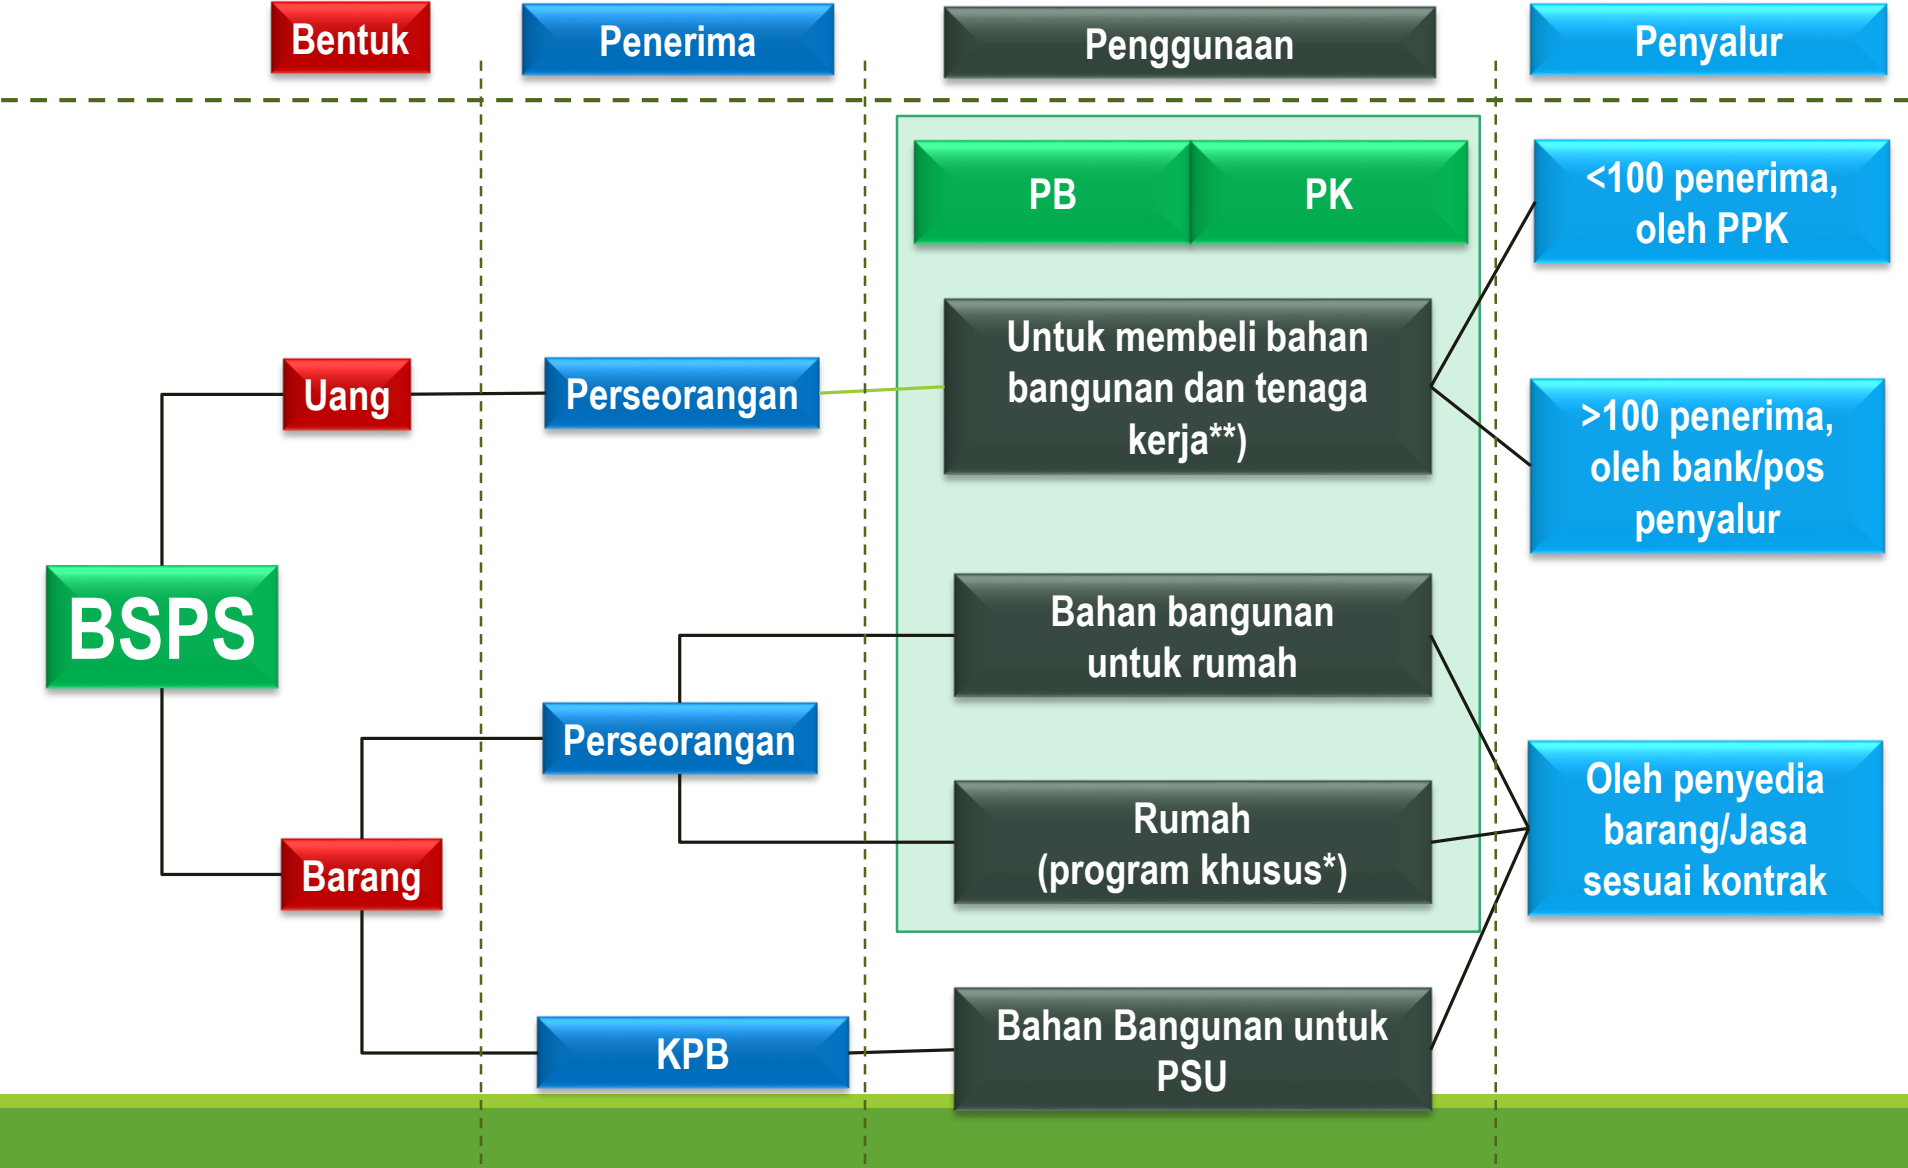 Bentuk
Penerima
Penggunaan
Penyalur
PB
PK
<100 penerima,
oleh PPK
Untuk membeli bahan
bangunan dan tenaga
kerja**)
Uang
Perseorangan
>100 penerima,
oleh bank/pos
penyalur
BSPS
Bahan bangunan
untuk rumah
Perseorangan
Oleh penyedia
barang/Jasa
sesuai kontrak
Rumah
(program khusus*)
Barang
KPB
Bahan Bangunan untuk
PSU